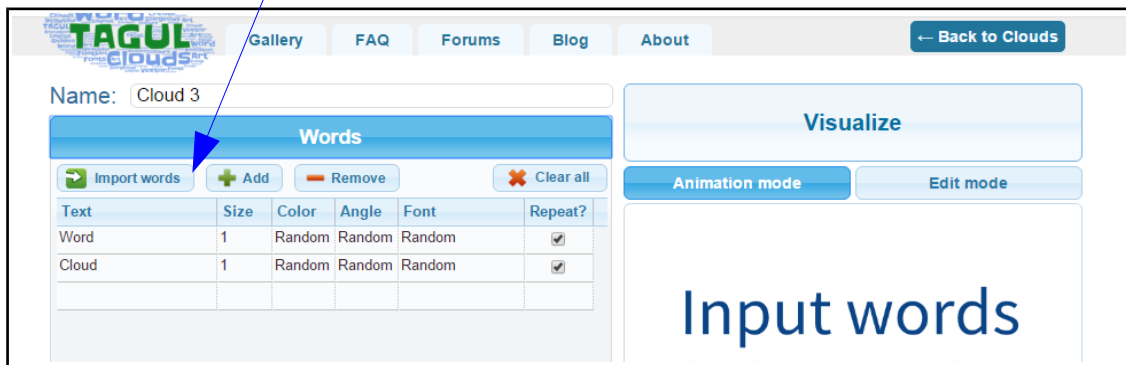 TAGUL
Clouds
Gallery FAQ Forums Blog About ← Back to Clouds
Name: Cloud 3
Visualize
Words
Import words Add Remove Clear all
Animation mode Edit mode
Text Size Color Angle Font Repeat?
Word 1 Random Random Random
Cloud 1 Random Random Random
Input words